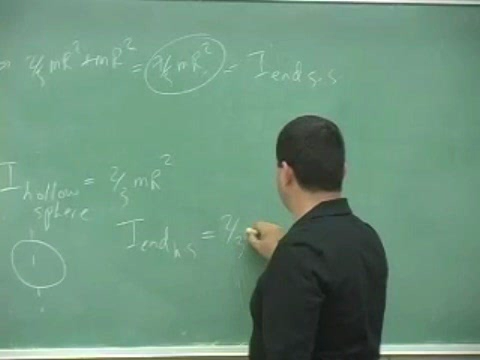 2/5 mR² + mR² = 7/5 mR² = I end s.s
I hollow sphere = 2/3 mR²
I end h s = 2/3